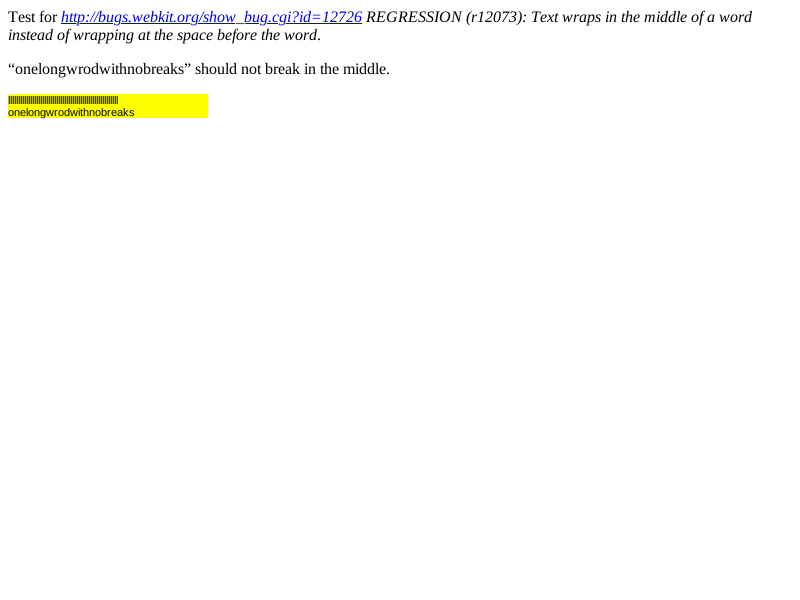 Test for http://bugs.webkit.org/show_bug.cgi?id=12726 REGRESSION (r12073): Text wraps in the middle of a word
instead of wrapping at the space before the word.
“onelongwrodwithnobreaks” should not break in the middle.
onelongwrodwithnobreaks